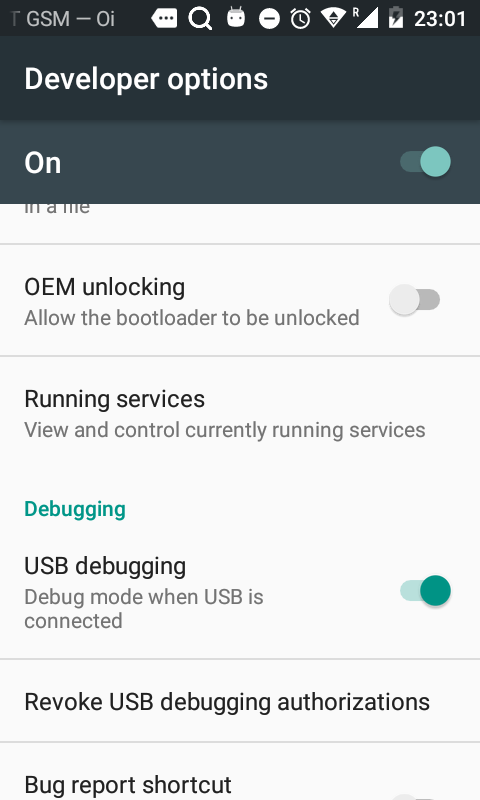 T GSM — Oi R 23:01
Developer options
On
in a file
OEM unlocking
Allow the bootloader to be unlocked
Running services
View and control currently running services
Debugging
USB debugging
Debug mode when USB is
connected
Revoke USB debugging authorizations
Bug report shortcut